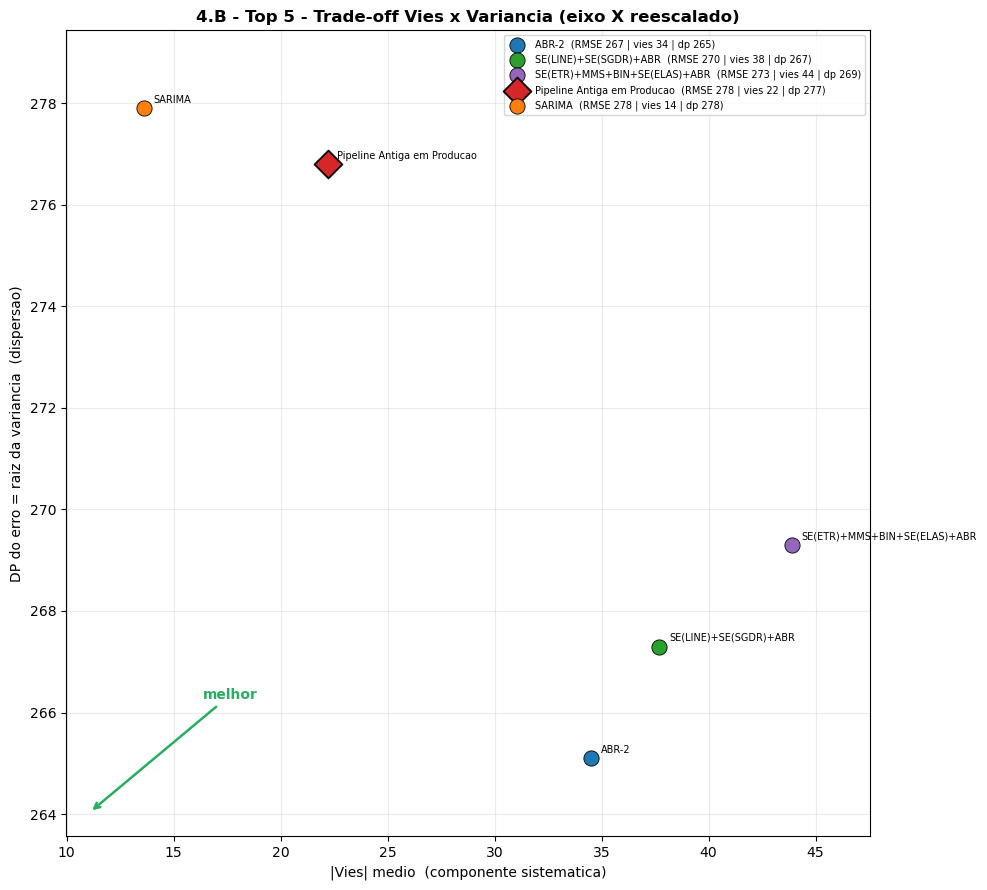 4.B - Top 5 - Trade-off Vies x Variancia (eixo X reescalado)
ABR-2 (RMSE 267 | vies 34 | dp 265)
SE(LINE)+SE(SGDR)+ABR (RMSE 270 | vies 38 | dp 267)
SE(ETR)+MMS+BIN+SE(ELAS)+ABR (RMSE 273 | vies 44 | dp 269)
Pipeline Antiga em Producao (RMSE 278 | vies 22 | dp 277)
SARIMA (RMSE 278 | vies 14 | dp 278)
SARIMA
Pipeline Antiga em Producao
SE(ETR)+MMS+BIN+SE(ELAS)+ABR
SE(LINE)+SE(SGDR)+ABR
ABR-2
melhor
278
276
274
272
270
268
266
264
DP do erro = raiz da variancia (dispersao)
10
15
20
25
30
35
40
45
|Vies| medio (componente sistematica)